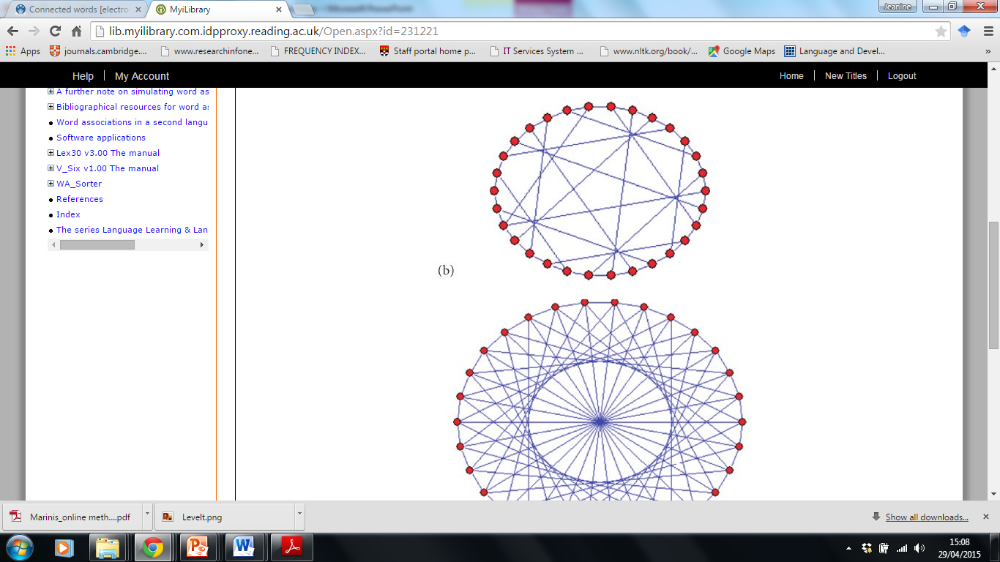 Connected words [electro
MyiLibrary
Jeanine
lib.myilibrary.com.idpproxy.reading.ac.uk/Open.aspx?id=231221
Apps journals.cambridge.... www.researchinfone... FREQUENCY INDEX... Staff portal home p... IT Services System ... www.nltk.org/book/... Google Maps Language and Devel... »
Help My Account Home New Titles Logout
A further note on simulating word as
Bibliographical resources for word as
Word associations in a second langu
Software applications
Lex30 v3.00 The manual
V_Six v1.00 The manual
WA_Sorter
References
Index
The series Language Learning & Lan
(b)
Marinis_online meth....pdf
Levelt.png
Show all downloads...
15:08
29/04/2015